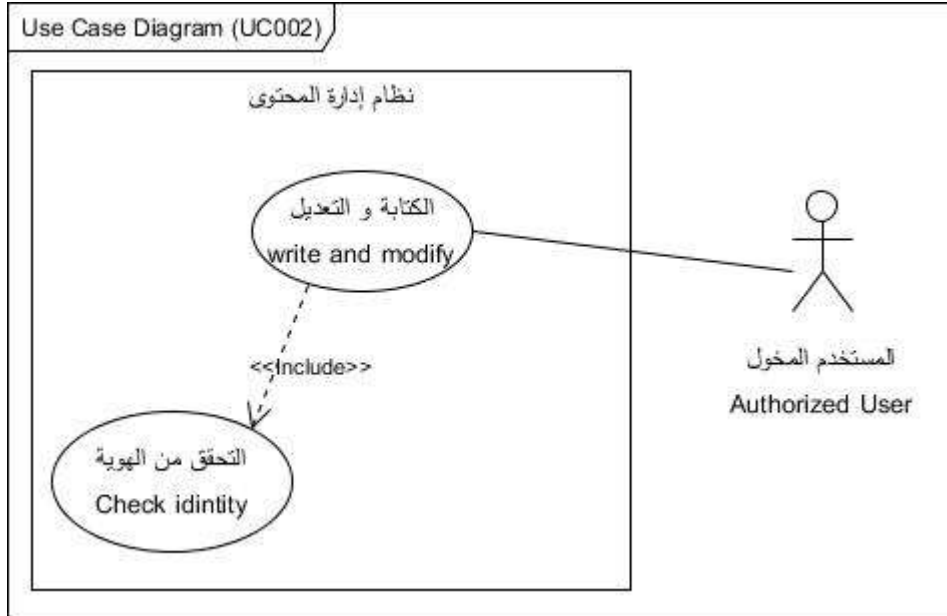 Use Case Diagram (UC002)
نظام إدارة المحتوى
الكتابة و التعديل
write and modify
<<Include>>
المستخدم المخول
Authorized User
التحقق من الهوية
Check idintity